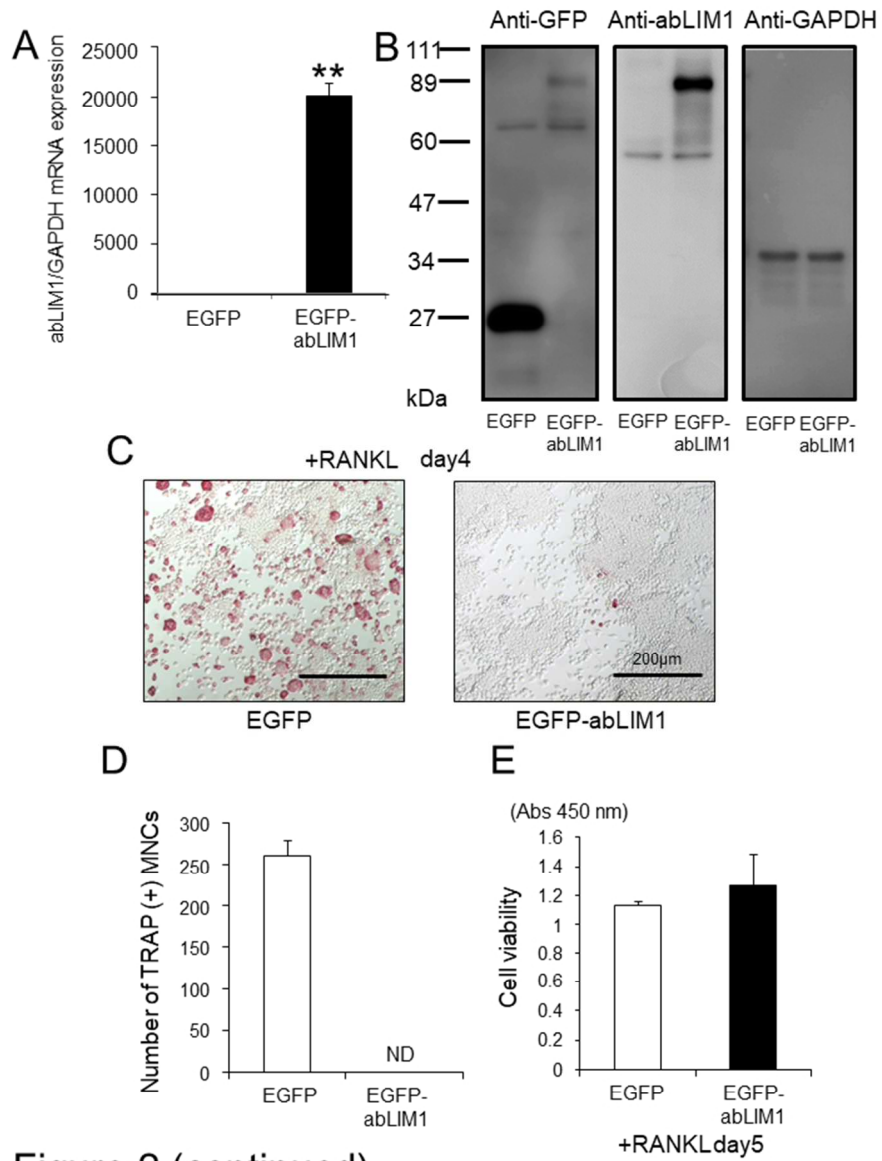 A
abLIM1/GAPDH mRNA expression
25000
20000
15000
10000
5000
0
**
EGFP
EGFP-
abLIM1
B
Anti-GFP Anti-abLIM1 Anti-GAPDH
111
89
60
47
34
27
kDa
EGFP EGFP-
abLIM1
EGFP EGFP-
abLIM1
EGFP EGFP-
abLIM1
C
+RANKL day4
200µm
EGFP
EGFP-abLIM1
D
Number of TRAP (+) MNCs
300
250
200
150
100
50
0
ND
EGFP
EGFP-
abLIM1
E
(Abs 450 nm)
Cell viability
1.6
1.4
1.2
1
0.8
0.6
0.4
0.2
0
EGFP
EGFP-
abLIM1
+RANKL day5
Figure 2 (continued)